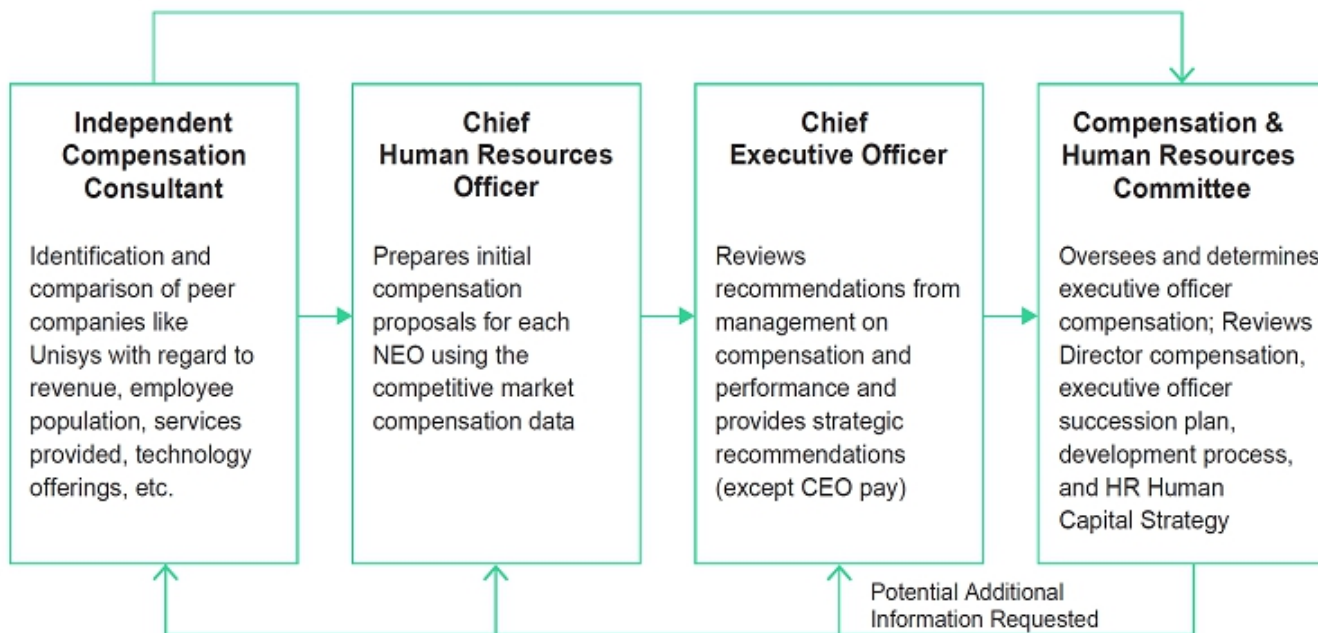 Independent
Compensation
Consultant
Identification and
comparison of peer
companies like
Unisys with regard to
revenue, employee
population, services
provided, technology
offerings, etc.
Chief
Human Resources
Officer
Prepares initial
compensation
proposals for each
NEO using the
competitive market
compensation data
Chief
Executive Officer
Reviews
recommendations from
management on
compensation and
performance and
provides strategic
recommendations
(except CEO pay)
Compensation &
Human Resources
Committee
Oversees and determines
executive officer
compensation; Reviews
Director compensation,
executive officer
succession plan,
development process,
and HR Human
Capital Strategy
Potential Additional
Information Requested